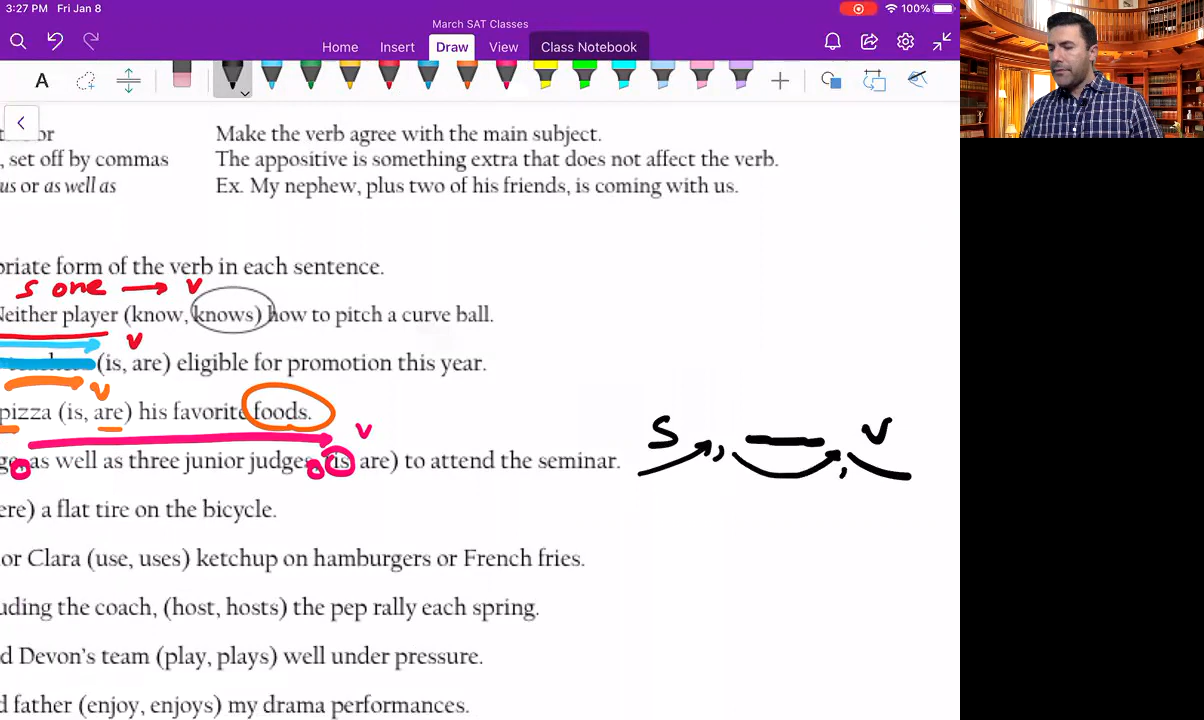 3:27 PM Fri Jan 8
March SAT Classes
100%
Home Insert Draw View Class Notebook
A
or
Make the verb agree with the main subject.
, set off by commas
The appositive is something extra that does not affect the verb.
us or as well as
Ex. My nephew, plus two of his friends, is coming with us.
priate form of the verb in each sentence.
S one → V
Neither player (know, knows) how to pitch a curve ball.
V
(is, are) eligible for promotion this year.
V
pizza (is, are) his favorite foods.
V
S , , V
ge, as well as three junior judges, (is, are) to attend the seminar.
ere) a flat tire on the bicycle.
or Clara (use, uses) ketchup on hamburgers or French fries.
uding the coach, (host, hosts) the pep rally each spring.
d Devon's team (play, plays) well under pressure.
d father (enjoy, enjoys) my drama performances.